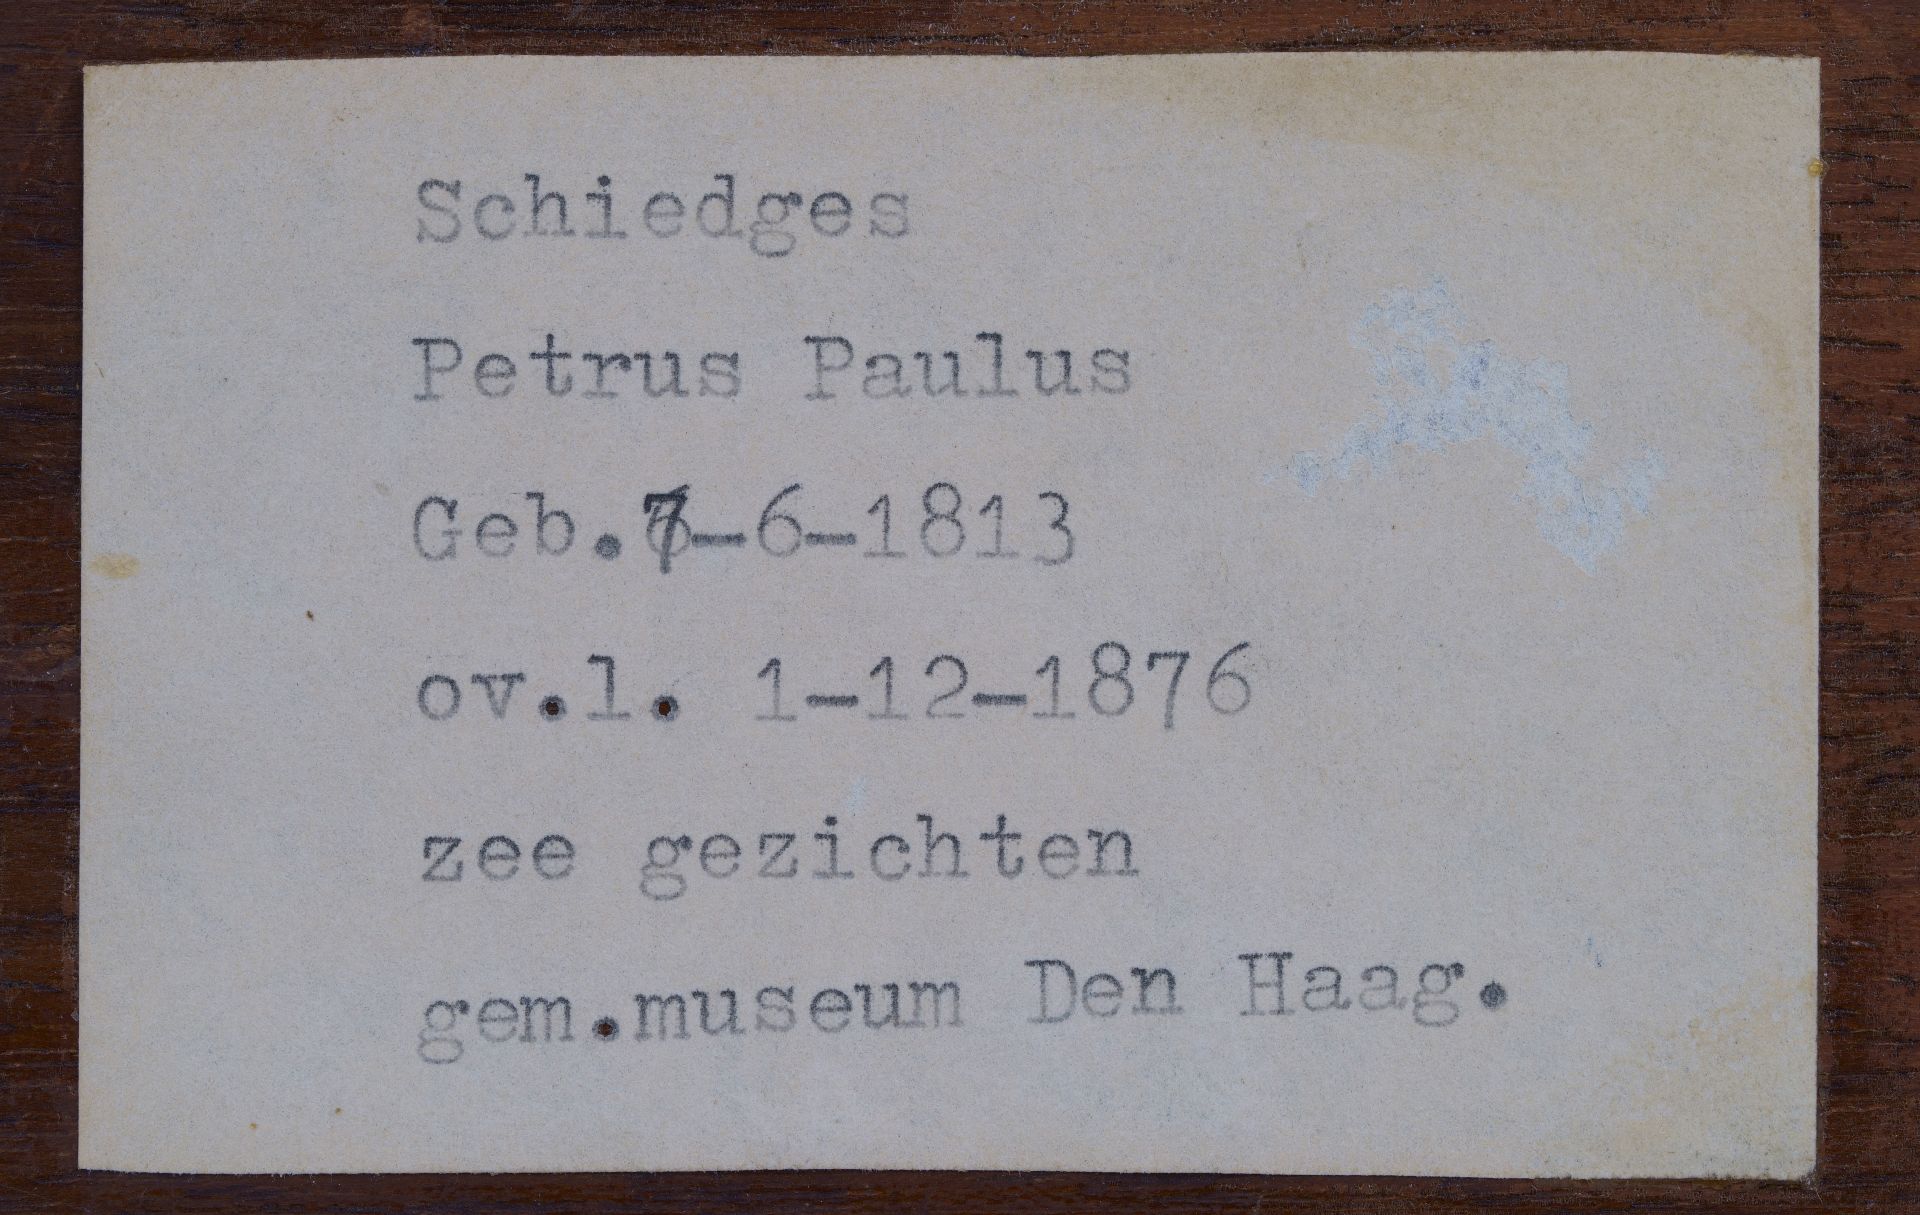 Schiedges
Petrus Paulus
Geb.7-6-1813
ov.l. 1-12-1876
zee gezichten
gem.museum Den Haag.